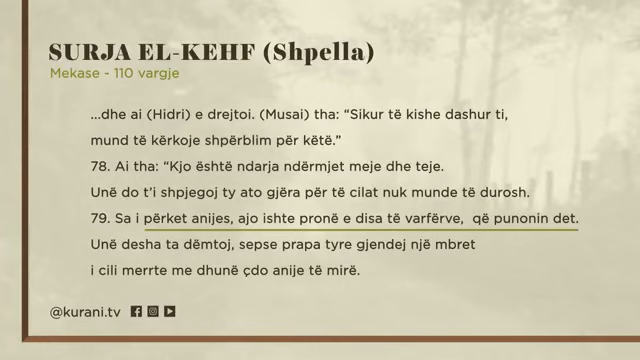 SURJA EL-KEHF (Shpella)
Mekase - 110 vargje
...dhe ai (Hidri) e drejtoi. (Musai) tha: “Sikur të kishe dashur ti,
mund të kërkoje shpërblim për këtë.”
78. Ai tha: “Kjo është ndarja ndërmjet meje dhe teje.
Unë do t’i shpjegoj ty ato gjëra për të cilat nuk munde të durosh.
79. Sa i përket anijes, ajo ishte pronë e disa të varfërve, që punonin det.
Unë desha ta dëmtoj, sepse prapa tyre gjendej një mbret
i cili merrte me dhunë çdo anije të mirë.
@kurani.tv